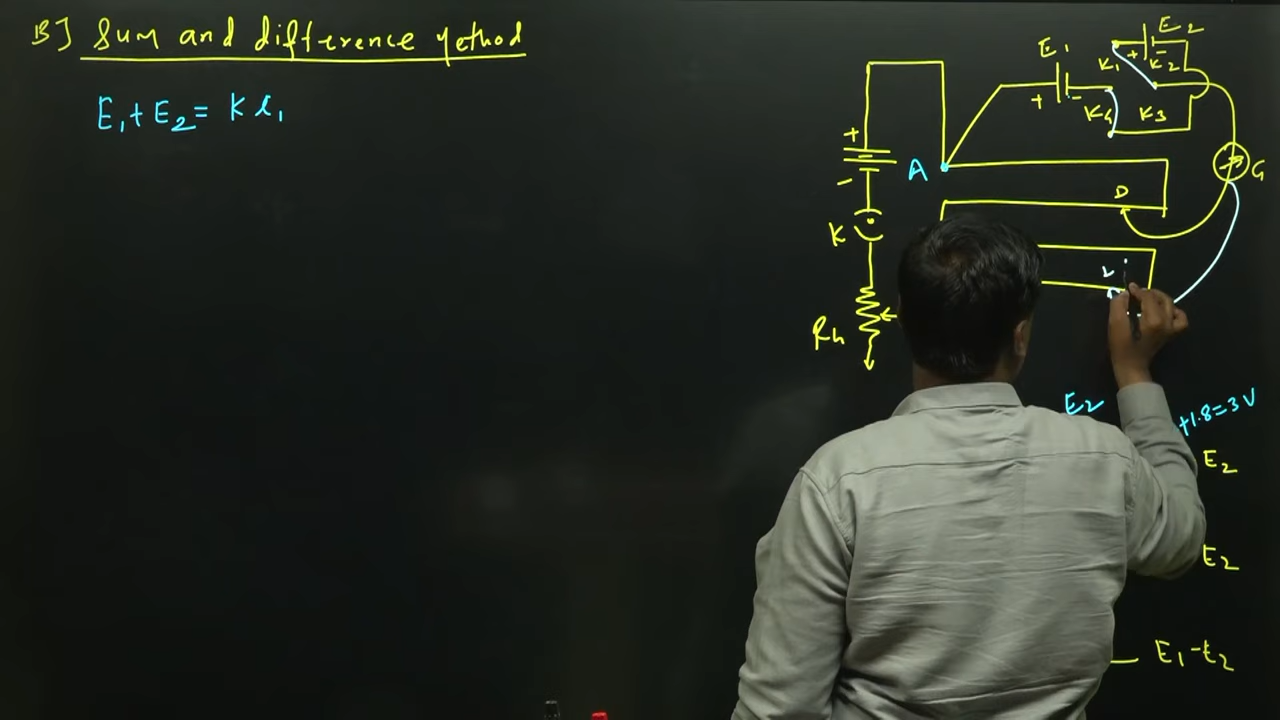 B] Sum and difference Method
E₁ + E₂ = K ℓ₁
E₁
+ -
E₂
+ -
K₁
K₂
K₄
K₃
+
-
A
G
D
K
Rh
E₂
+1.8=3V
E₂
E₂
E₁-E₂